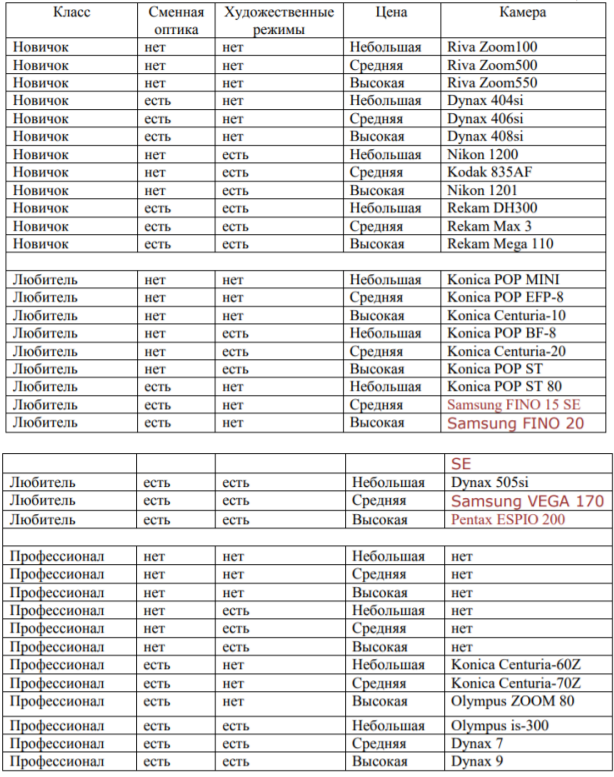 Класс Сменная оптика Художественные режимы Цена Камера
Новичок нет нет Небольшая Riva Zoom100
Новичок нет нет Средняя Riva Zoom500
Новичок нет нет Высокая Riva Zoom550
Новичок есть нет Небольшая Dynax 404si
Новичок есть нет Средняя Dynax 406si
Новичок есть нет Высокая Dynax 408si
Новичок нет есть Небольшая Nikon 1200
Новичок нет есть Средняя Kodak 835AF
Новичок нет есть Высокая Nikon 1201
Новичок есть есть Небольшая Rekam DH300
Новичок есть есть Средняя Rekam Max 3
Новичок есть есть Высокая Rekam Mega 110
Любитель нет нет Небольшая Konica POP MINI
Любитель нет нет Средняя Konica POP EFP-8
Любитель нет нет Высокая Konica Centuria-10
Любитель нет есть Небольшая Konica POP BF-8
Любитель нет есть Средняя Konica Centuria-20
Любитель нет есть Высокая Konica POP ST
Любитель есть нет Небольшая Konica POP ST 80
Любитель есть нет Средняя Samsung FINO 15 SE
Любитель есть нет Высокая Samsung FINO 20
SE
Любитель есть есть Небольшая Dynax 505si
Любитель есть есть Средняя Samsung VEGA 170
Любитель есть есть Высокая Pentax ESPIO 200
Профессионал нет нет Небольшая нет
Профессионал нет нет Средняя нет
Профессионал нет нет Высокая нет
Профессионал нет есть Небольшая нет
Профессионал нет есть Средняя нет
Профессионал нет есть Высокая нет
Профессионал есть нет Небольшая Konica Centuria-60Z
Профессионал есть нет Средняя Konica Centuria-70Z
Профессионал есть нет Высокая Olympus ZOOM 80
Профессионал есть есть Небольшая Olympus is-300
Профессионал есть есть Средняя Dynax 7
Профессионал есть есть Высокая Dynax 9